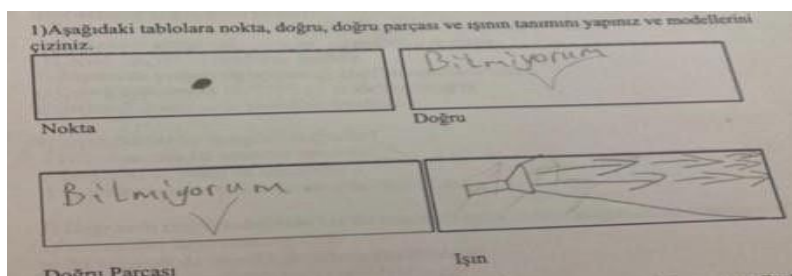 1)Aşağıdaki tablolara nokta, doğru, doğru parçası ve ışının tanımını yapınız ve modellerini
çiziniz.
Bilmiyorum
Nokta
Doğru
Bilmiyorum
Doğru Parçası
Işın